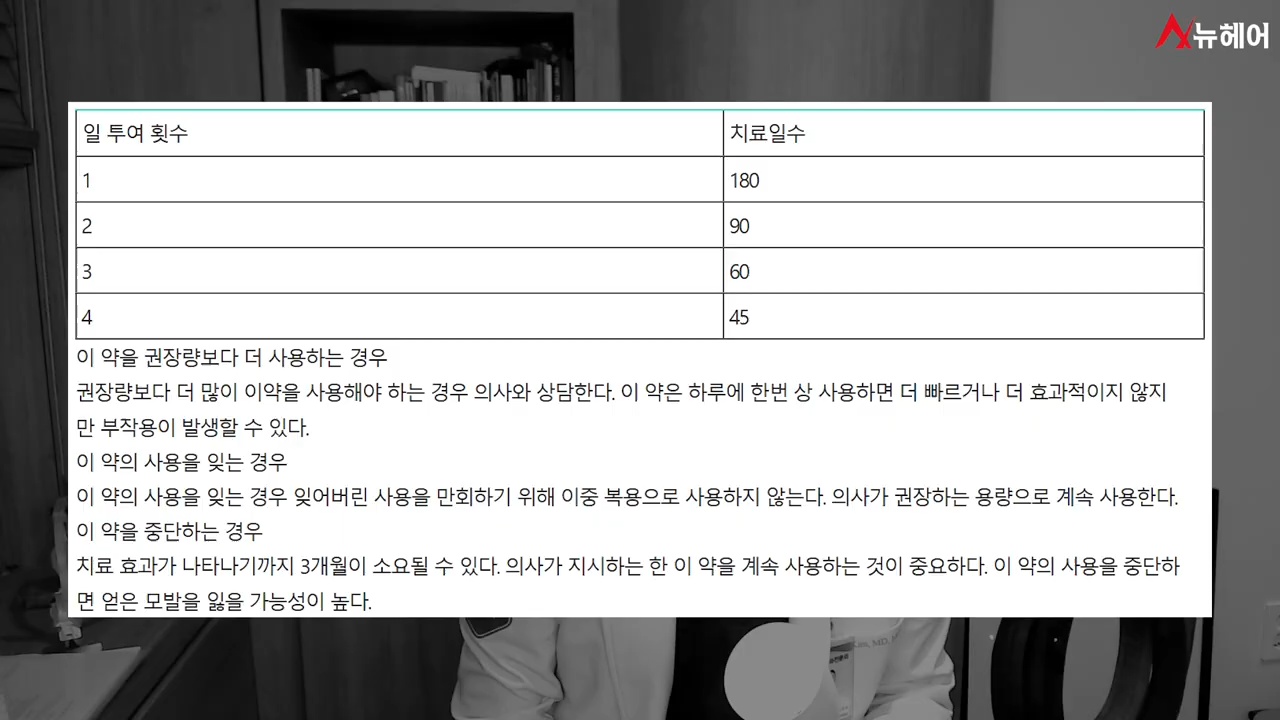 뉴헤어
일 투여 횟수 치료일수
1 180
2 90
3 60
4 45
이 약을 권장량보다 더 사용하는 경우
권장량보다 더 많이 이약을 사용해야 하는 경우 의사와 상담한다. 이 약은 하루에 한번 상 사용하면 더 빠르거나 더 효과적이지 않지
만 부작용이 발생할 수 있다.
이 약의 사용을 잊는 경우
이 약의 사용을 잊는 경우 잊어버린 사용을 만회하기 위해 이중 복용으로 사용하지 않는다. 의사가 권장하는 용량으로 계속 사용한다.
이 약을 중단하는 경우
치료 효과가 나타나기까지 3개월이 소요될 수 있다. 의사가 지시하는 한 이 약을 계속 사용하는 것이 중요하다. 이 약의 사용을 중단하
면 얻은 모발을 잃을 가능성이 높다.